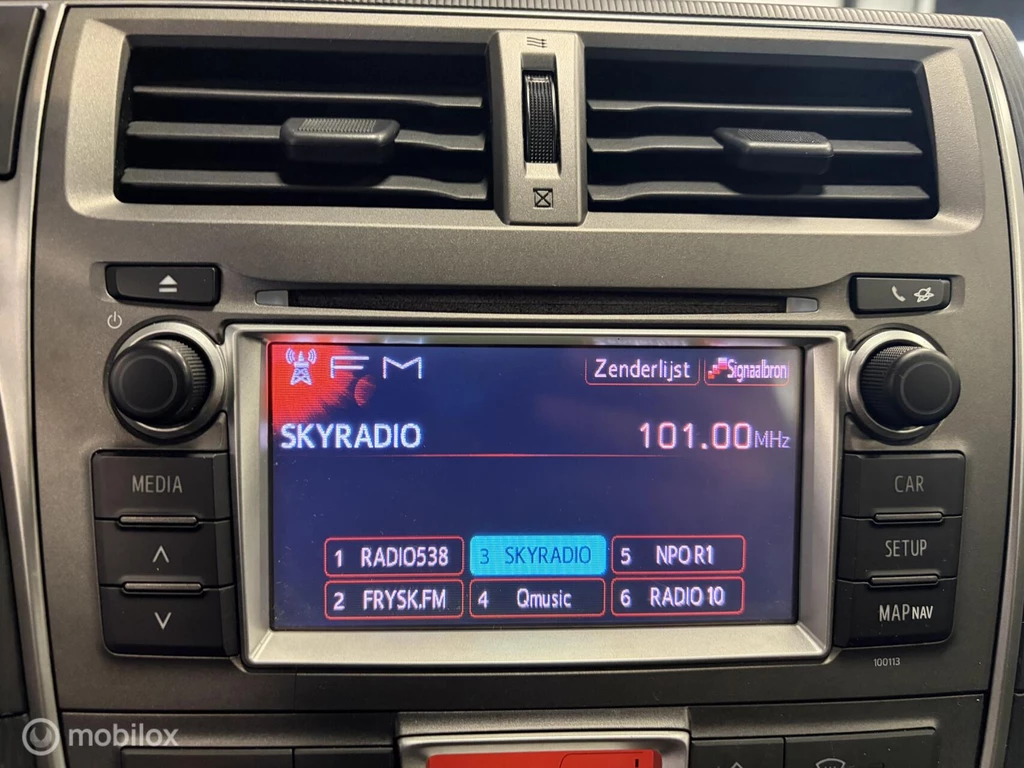 FM
Zenderlijst
Signaalbron
SKYRADIO
101.00MHz
MEDIA
CAR
SETUP
MAP NAV
1 RADIO538
3 SKYRADIO
5 NPO R1
2 FRYSK.FM
4 Qmusic
6 RADIO 10
100113
mobilox